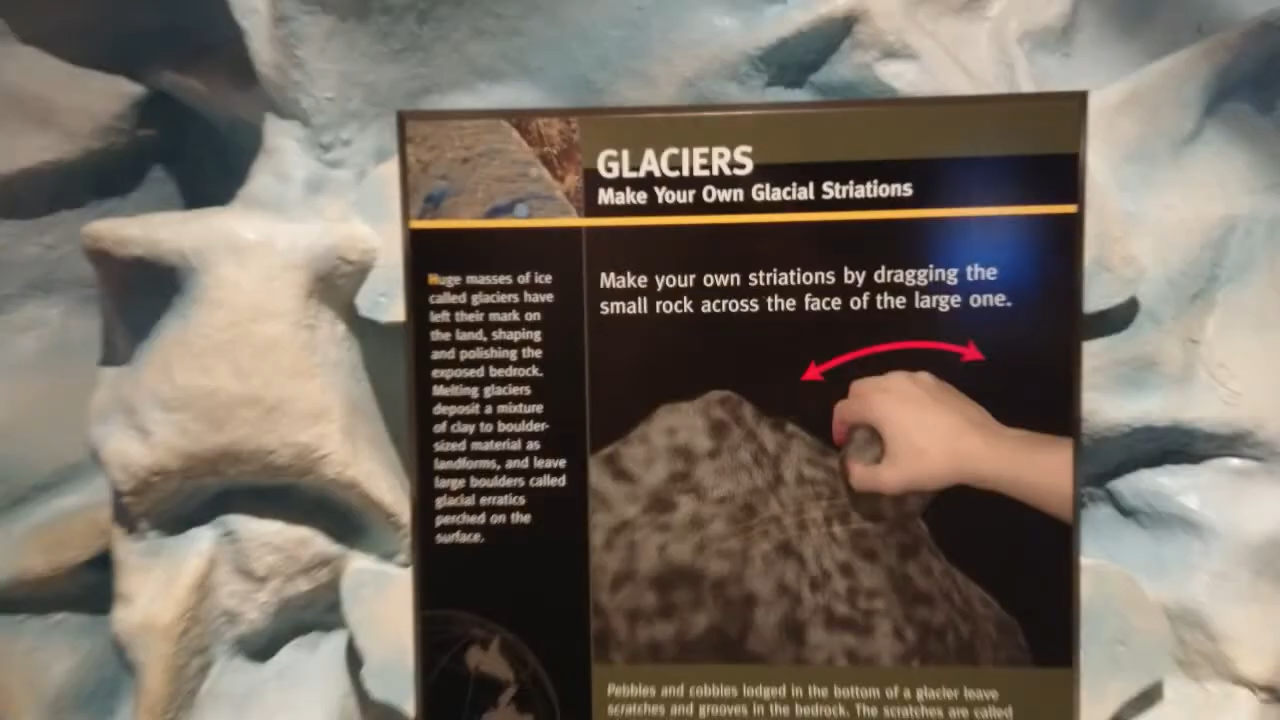 GLACIERS
Make Your Own Glacial Striations
Huge masses of ice
called glaciers have
left their mark on
the land, shaping
and polishing the
exposed bedrock.
Melting glaciers
deposit a mixture
of clay to boulder-
sized material as
landforms, and leave
large boulders called
glacial erratics
perched on the
surface.
Make your own striations by dragging the
small rock across the face of the large one.
Pebbles and cobbles lodged in the bottom of a glacier leave
scratches and grooves in the bedrock. The scratches are called